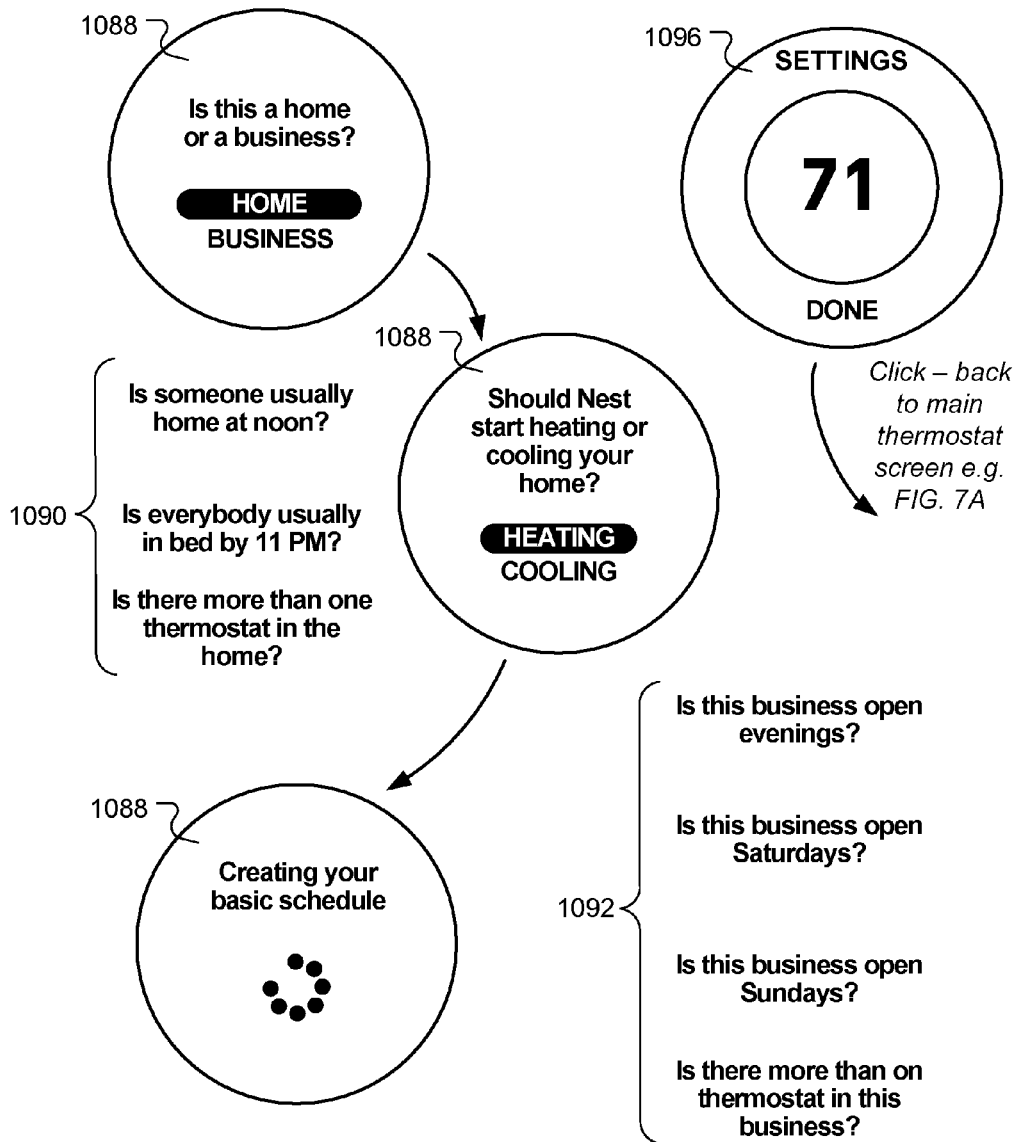 1088
Is this a home
or a business?
HOME
BUSINESS
1096
SETTINGS
71
DONE
Click – back
to main
thermostat
screen e.g.
FIG. 7A
1088
Should Nest
start heating or
cooling your
home?
HEATING
COOLING
1090
Is someone usually
home at noon?
Is everybody usually
in bed by 11 PM?
Is there more than one
thermostat in the
home?
1088
Creating your
basic schedule
1092
Is this business open
evenings?
Is this business open
Saturdays?
Is this business open
Sundays?
Is there more than on
thermostat in this
business?